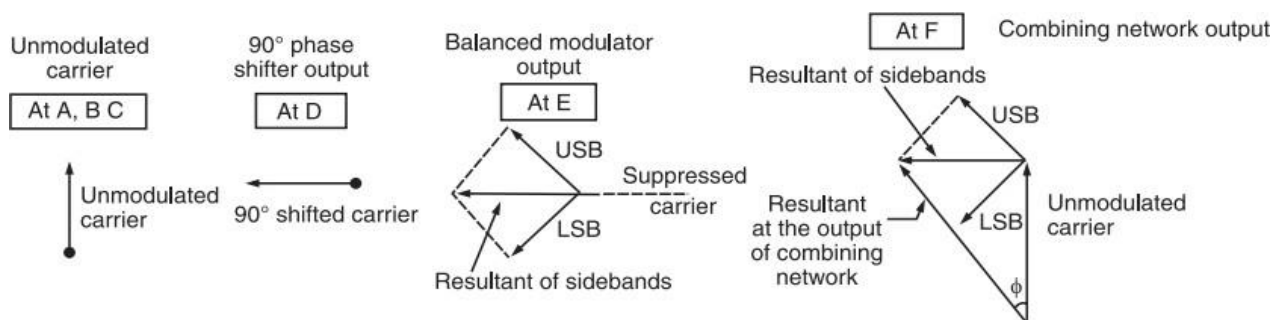 Unmodulated
carrier
At A, B C
Unmodulated
carrier
90° phase
shifter output
At D
90° shifted carrier
Balanced modulator
output
At E
USB
LSB
Suppressed
carrier
Resultant of sidebands
At F
Combining network output
Resultant of sidebands
USB
LSB
Unmodulated
carrier
Resultant
at the output
of combining
network
ϕ